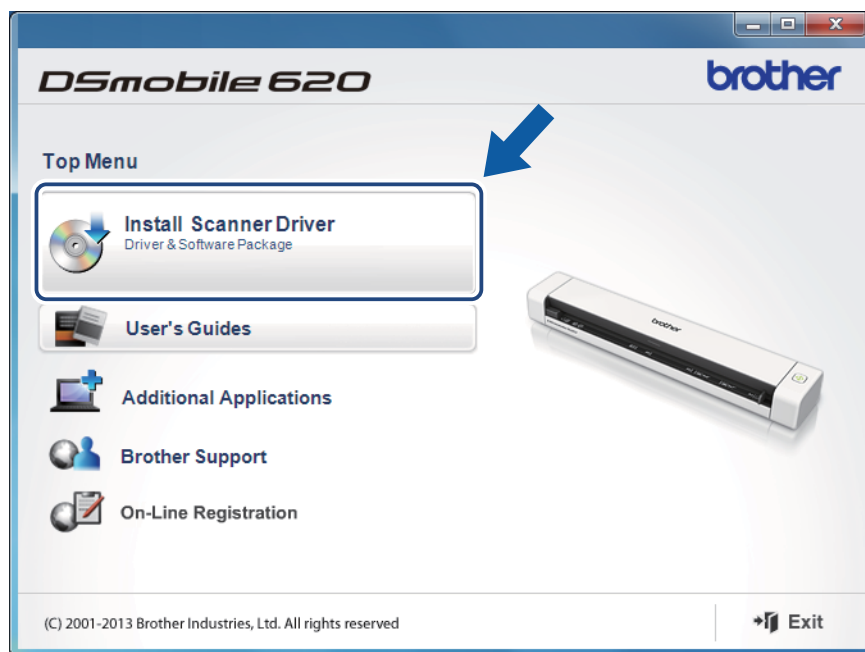 DSmobile 620
brother
Top Menu
Install Scanner Driver
Driver & Software Package
brother
User's Guides
Additional Applications
Brother Support
On-Line Registration
(C) 2001-2013 Brother Industries, Ltd. All rights reserved
Exit